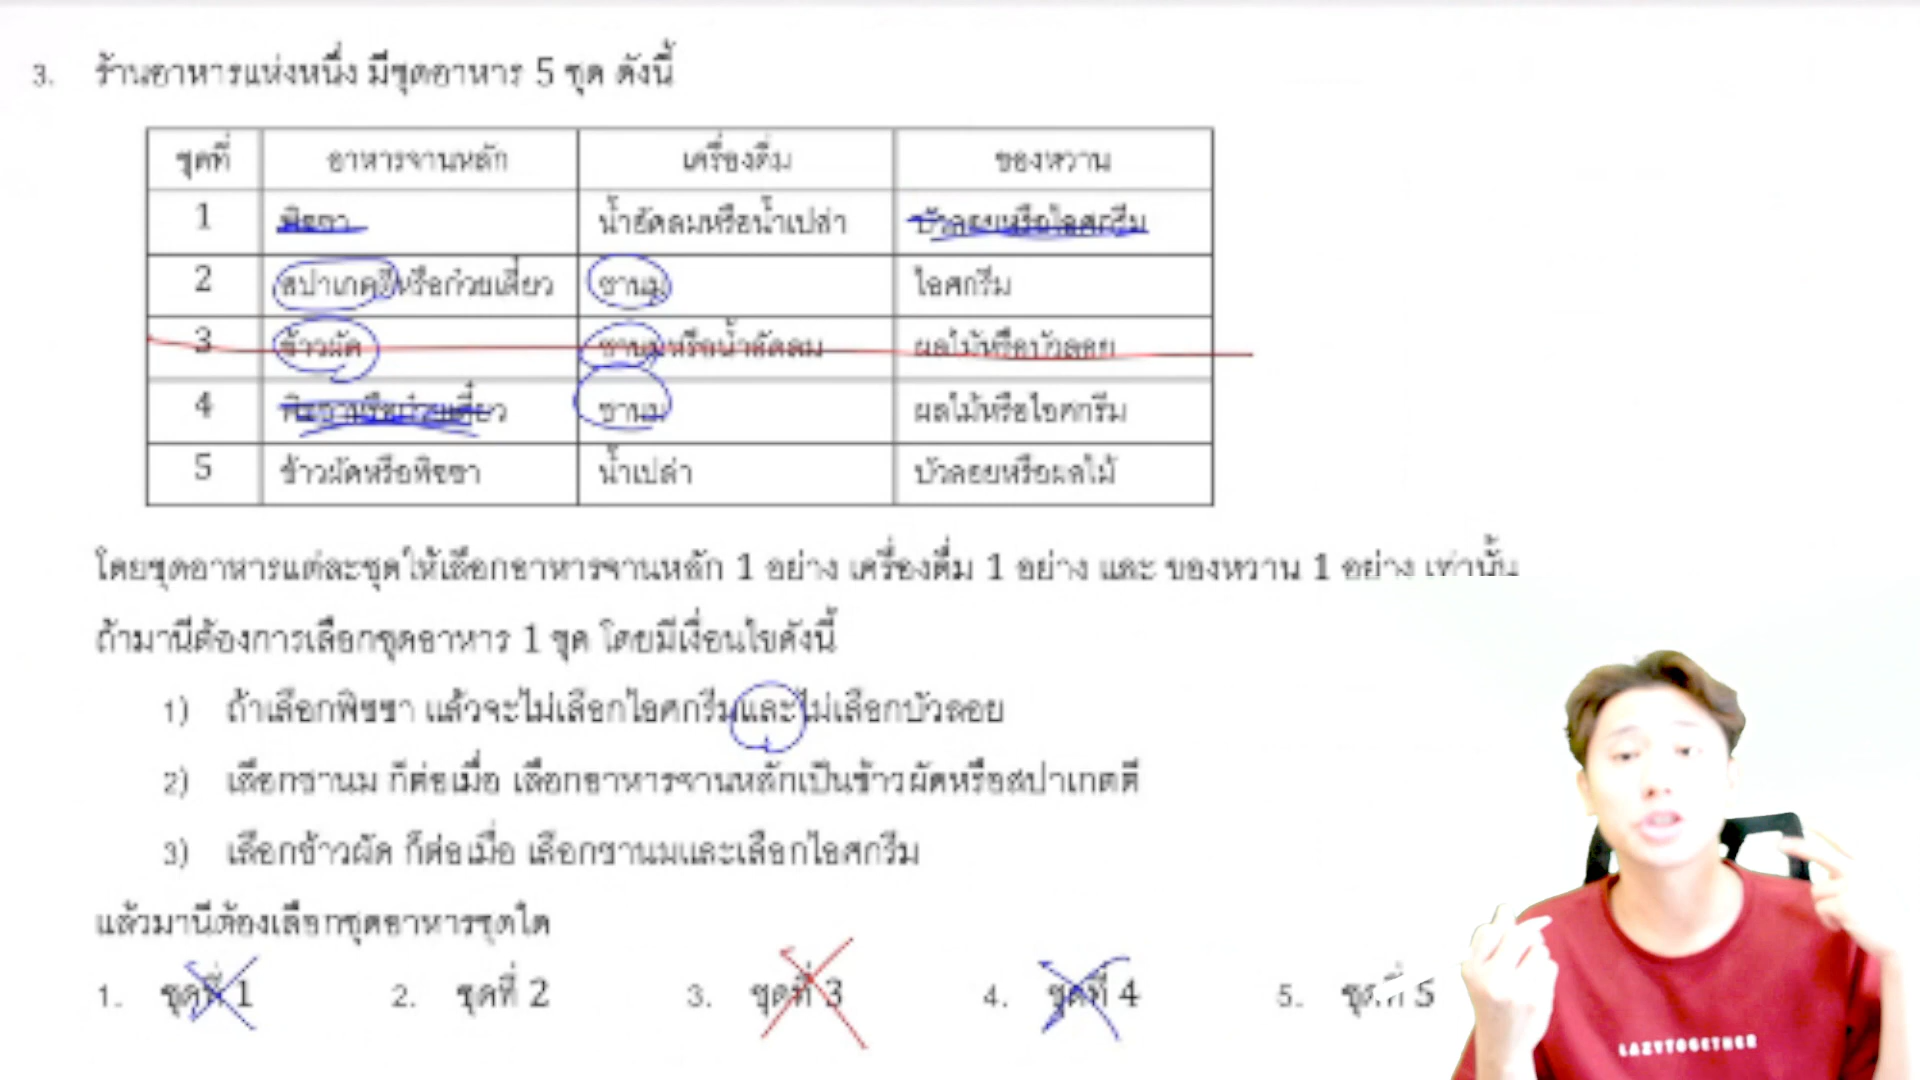 3. ร้านอาหารแห่งหนึ่ง มีชุดอาหาร 5 ชุด ดังนี้
ชุดที่ อาหารจานหลัก เครื่องดื่ม ของหวาน
1 พิซซา น้ำอัดลมหรือน้ำเปล่า บัวลอยหรือไอศกรีม
2 สปาเกตตีหรือก๋วยเตี๋ยว ชานม ไอศกรีม
3 ข้าวผัด ชานมหรือน้ำอัดลม ผลไม้หรือบัวลอย
4 พิซซาหรือก๋วยเตี๋ยว ชานม ผลไม้หรือไอศกรีม
5 ข้าวผัดหรือพิซซา น้ำเปล่า บัวลอยหรือผลไม้
โดยชุดอาหารแต่ละชุดให้เลือกอาหารจานหลัก 1 อย่าง เครื่องดื่ม 1 อย่าง และ ของหวาน 1 อย่าง เท่านั้น
ถ้ามานีต้องการเลือกชุดอาหาร 1 ชุด โดยมีเงื่อนไขดังนี้
1) ถ้าเลือกพิซซา แล้วจะไม่เลือกไอศกรีมและไม่เลือกบัวลอย
2) เลือกชานม ก็ต่อเมื่อ เลือกอาหารจานหลักเป็นข้าวผัดหรือสปาเกตตี
3) เลือกข้าวผัด ก็ต่อเมื่อ เลือกชานมและเลือกไอศกรีม
แล้วมานีต้องเลือกชุดอาหารชุดใด
1. ชุดที่ 1 2. ชุดที่ 2 3. ชุดที่ 3 4. ชุดที่ 4 5. ชุดที่ 5
LAZYTOGETHER